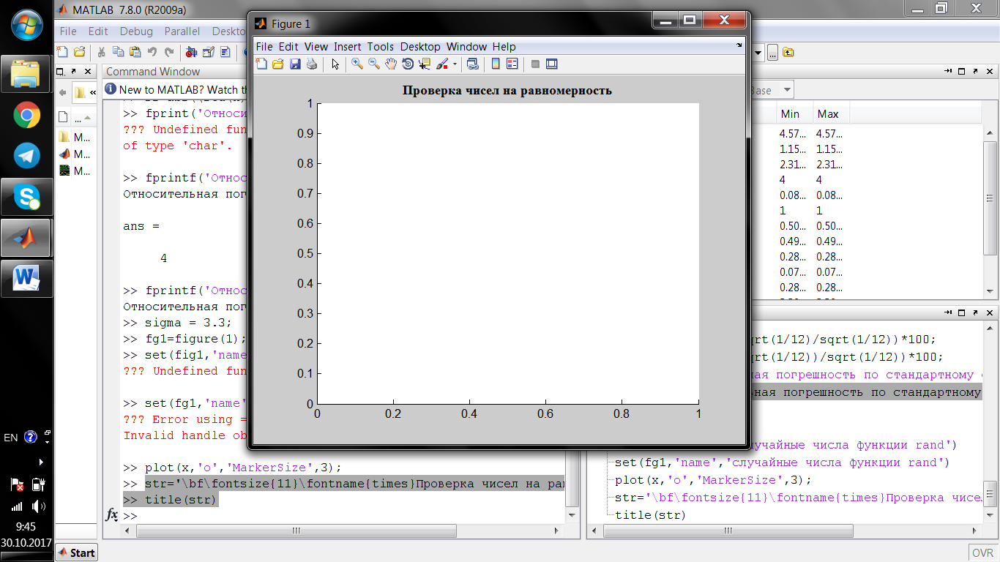 MATLAB 7.8.0 (R2009a)
File Edit Debug Parallel Deskto
Command Window
New to MATLAB? Watch th
>> fprint('Относи
??? Undefined fun
of type 'char'.
>> fprintf('Относ
Относительная пог
ans =
4
>> fprintf('Относ
Относительная пог
>> sigma = 3.3;
>> fg1=figure(1);
>> set(fig1,'name
??? Undefined fun
>> set(fg1,'name'
??? Error using =
Invalid handle ob
>> plot(x,'o','MarkerSize',3);
>> str='\bf\fontsize{11}\fontname{times}Проверка чисел на рав
>> title(str)
>>
fx
...
M...
M...
M...
Figure 1
File Edit View Insert Tools Desktop Window Help
Проверка чисел на равномерность
1
0.9
0.8
0.7
0.6
0.5
0.4
0.3
0.2
0.1
0
0 0.2 0.4 0.6 0.8 1
...
Base
Min Max
4.57... 4.57...
1.15... 1.15...
2.31... 2.31...
4 4
0.08... 0.08...
1 1
0.50... 0.50...
0.49... 0.49...
0.28... 0.28...
0.07... 0.07...
0.28... 0.28...
qrt(1/12)/sqrt(1/12))*100;
qrt(1/12))/sqrt(1/12))*100;
ная погрешность по стандартному
ная погрешность по стандартному
лучайные числа функции rand')
set(fg1,'name','случайные числа функции rand')
plot(x,'o','MarkerSize',3);
str='\bf\fontsize{11}\fontname{times}Проверка чисе
title(str)
EN
9:45
30.10.2017
Start
OVR